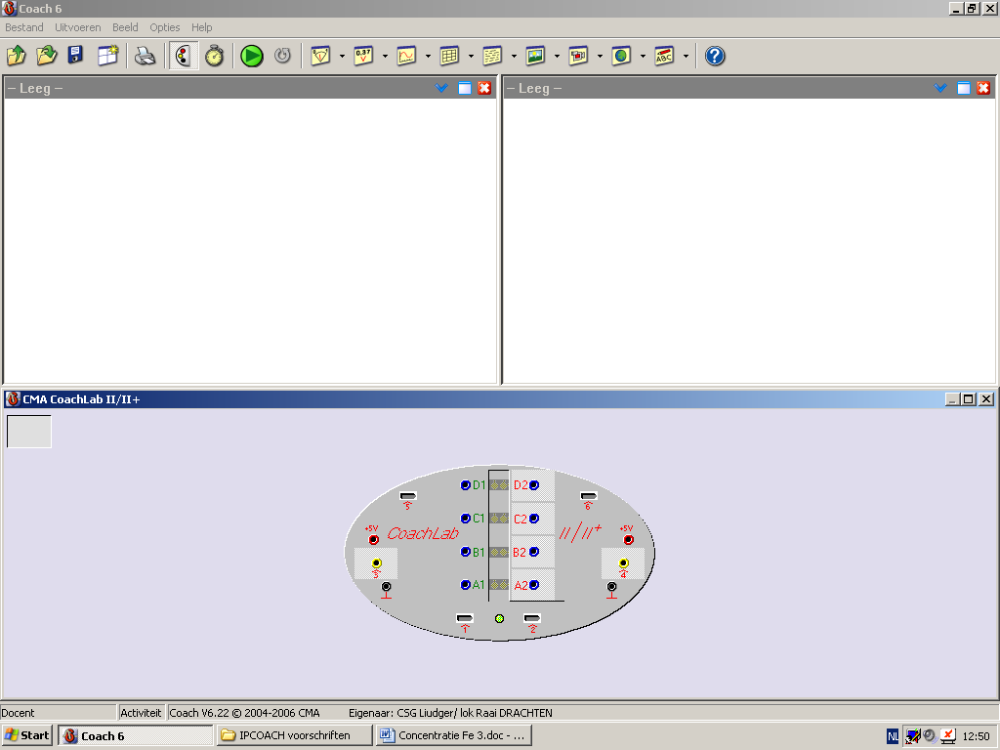 Coach 6
Bestand Uitvoeren Beeld Opties Help
0.37 ABC
– Leeg –
– Leeg –
CMA CoachLab II/II+
D1 D2
5 6
C1 C2
+5V CoachLab II/II+ +5V
B1 B2
3 4
A1 A2
1 2
Docent Activiteit Coach V6.22 © 2004-2006 CMA Eigenaar: CSG Liudger/ lok Raai DRACHTEN
Start Coach 6 IPCOACH voorschriften Concentratie Fe 3.doc - ... NL 12:50